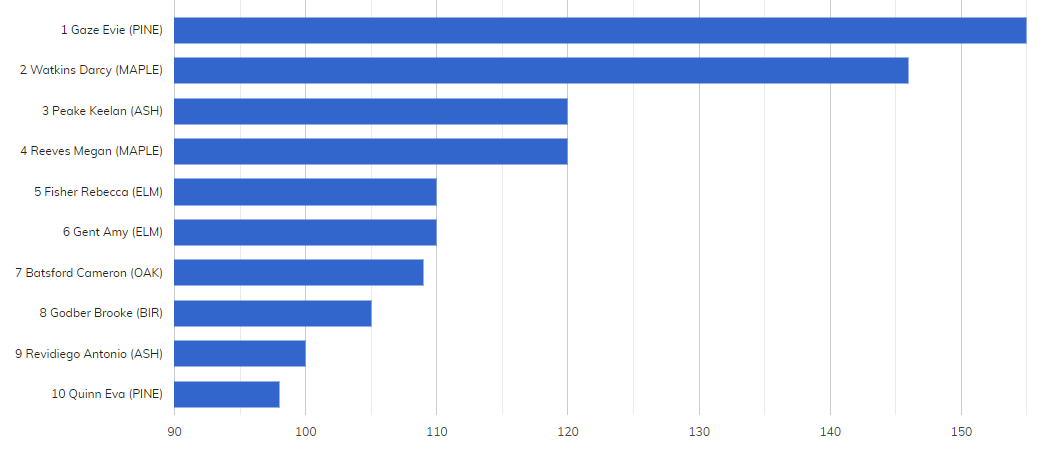 1 Gaze Evie (PINE)
2 Watkins Darcy (MAPLE)
3 Peake Keelan (ASH)
4 Reeves Megan (MAPLE)
5 Fisher Rebecca (ELM)
6 Gent Amy (ELM)
7 Batsford Cameron (OAK)
8 Godber Brooke (BIR)
9 Revidiego Antonio (ASH)
10 Quinn Eva (PINE)
90 100 110 120 130 140 150